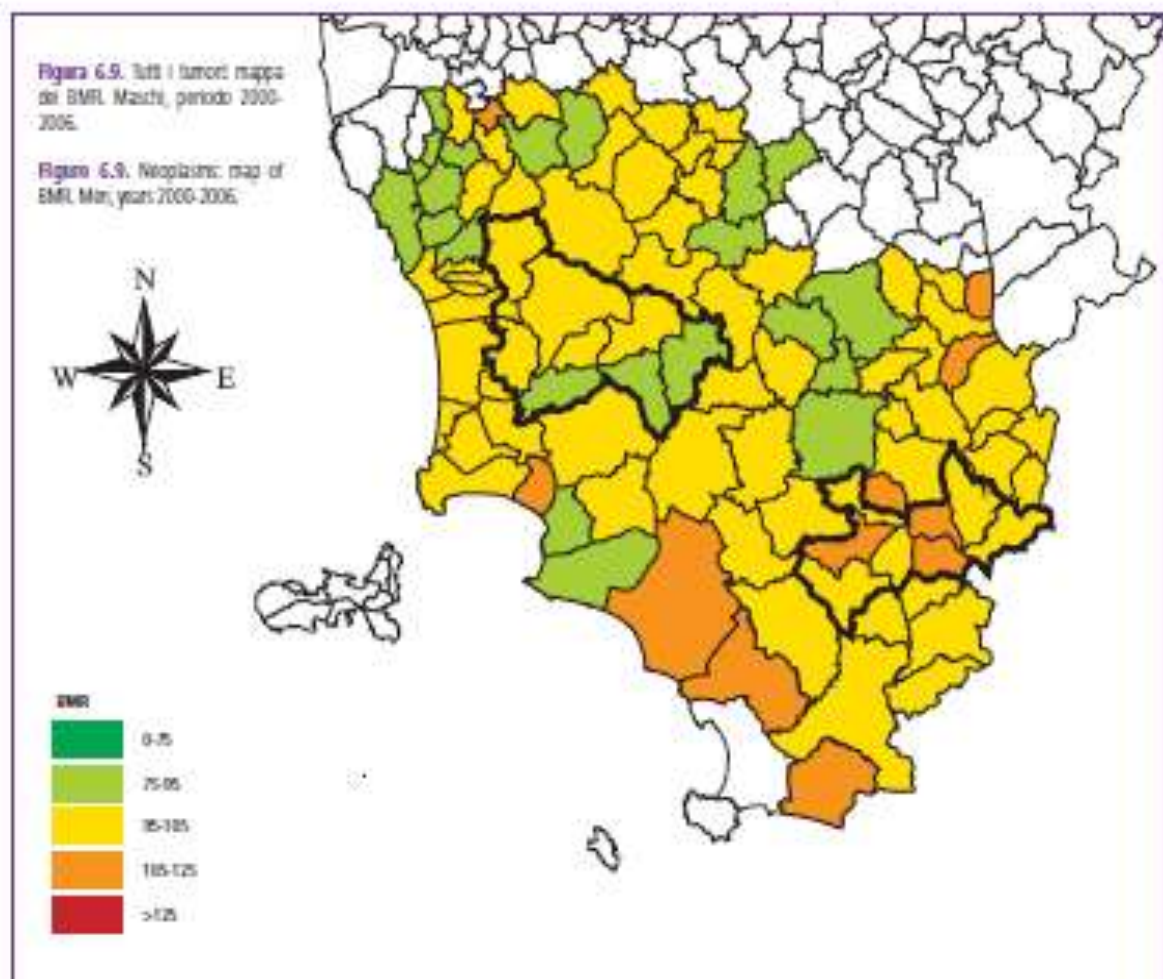 Figura 6.9. Tutti i tumori: mappa
dei BMR. Maschi, periodo 2000-
2006.
Figure 6.9. Neoplasms: map of
BMR. Men, years 2000-2006.
N
W E
S
BMR
0-75
75-95
95-105
105-125
>125